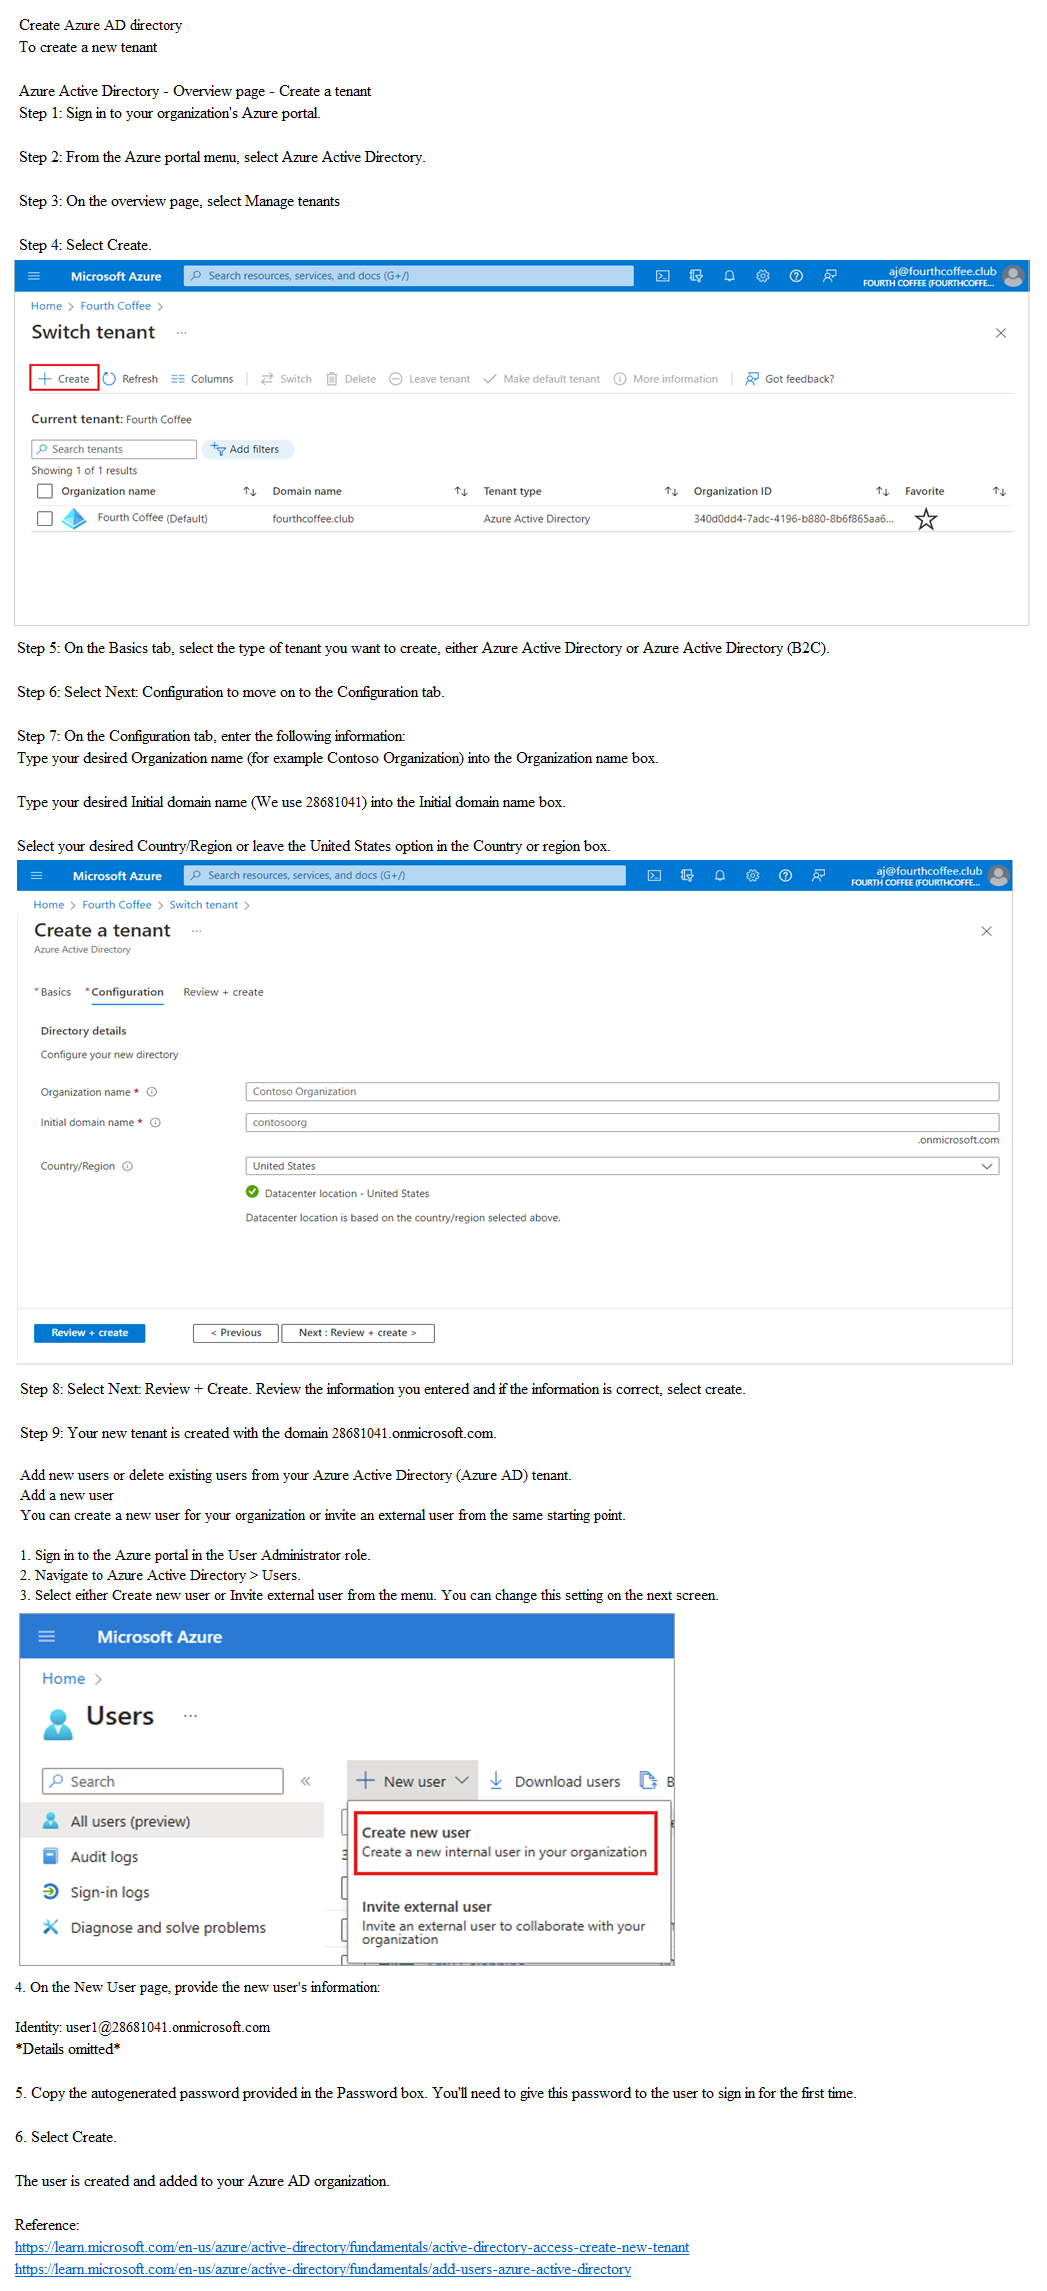 Create Azure AD directory
To create a new tenant
Azure Active Directory - Overview page - Create a tenant
Step 1: Sign in to your organization's Azure portal.
Step 2: From the Azure portal menu, select Azure Active Directory.
Step 3: On the overview page, select Manage tenants
Step 4: Select Create.
Microsoft Azure
Search resources, services, and docs (G+/)
aj@fourthcoffee.club
FOURTH COFFEE (FOURTHCOFFE...
Home > Fourth Coffee >
Switch tenant ...
Create Refresh Columns Switch Delete Leave tenant Make default tenant More information Got feedback?
Current tenant: Fourth Coffee
Search tenants Add filters
Showing 1 of 1 results
Organization name Domain name Tenant type Organization ID Favorite
Fourth Coffee (Default) fourthcoffee.club Azure Active Directory 340d0dd4-7adc-4196-b880-8b6f865aa6...
Step 5: On the Basics tab, select the type of tenant you want to create, either Azure Active Directory or Azure Active Directory (B2C).
Step 6: Select Next: Configuration to move on to the Configuration tab.
Step 7: On the Configuration tab, enter the following information:
Type your desired Organization name (for example Contoso Organization) into the Organization name box.
Type your desired Initial domain name (We use 28681041) into the Initial domain name box.
Select your desired Country/Region or leave the United States option in the Country or region box.
Microsoft Azure
Search resources, services, and docs (G+/)
aj@fourthcoffee.club
FOURTH COFFEE (FOURTHCOFFE...
Home > Fourth Coffee > Switch tenant >
Create a tenant ...
Azure Active Directory
* Basics * Configuration Review + create
Directory details
Configure your new directory
Organization name * Contoso Organization
Initial domain name * contosoorg
.onmicrosoft.com
Country/Region United States
Datacenter location - United States
Datacenter location is based on the country/region selected above.
Review + create < Previous Next : Review + create >
Step 8: Select Next: Review + Create. Review the information you entered and if the information is correct, select create.
Step 9: Your new tenant is created with the domain 28681041.onmicrosoft.com.
Add new users or delete existing users from your Azure Active Directory (Azure AD) tenant.
Add a new user
You can create a new user for your organization or invite an external user from the same starting point.
1. Sign in to the Azure portal in the User Administrator role.
2. Navigate to Azure Active Directory > Users.
3. Select either Create new user or Invite external user from the menu. You can change this setting on the next screen.
Microsoft Azure
Home >
Users ...
Search «
New user Download users B
All users (preview)
Audit logs
Sign-in logs
Diagnose and solve problems
Create new user
Create a new internal user in your organization
Invite external user
Invite an external user to collaborate with your
organization
4. On the New User page, provide the new user's information:
Identity: user1@28681041.onmicrosoft.com
*Details omitted*
5. Copy the autogenerated password provided in the Password box. You'll need to give this password to the user to sign in for the first time.
6. Select Create.
The user is created and added to your Azure AD organization.
Reference:
https://learn.microsoft.com/en-us/azure/active-directory/fundamentals/active-directory-access-create-new-tenant
https://learn.microsoft.com/en-us/azure/active-directory/fundamentals/add-users-azure-active-directory